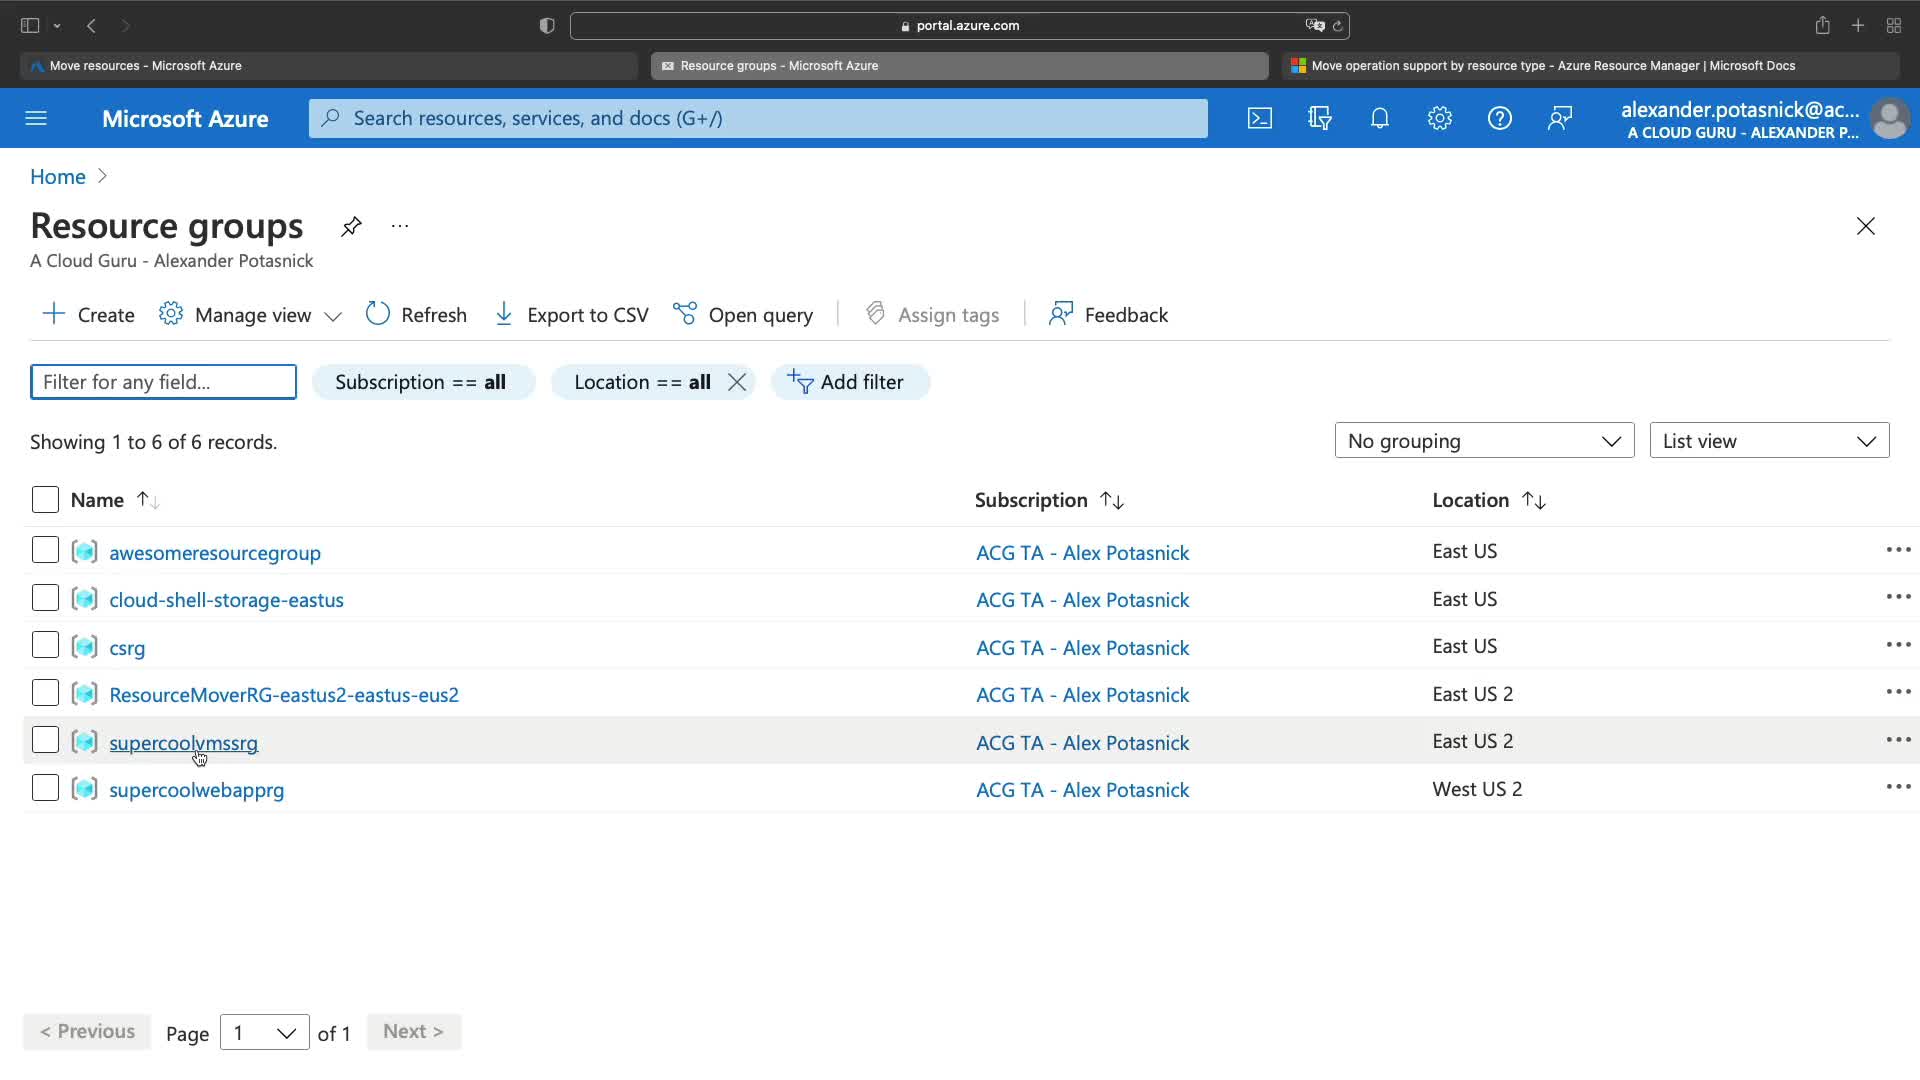 portal.azure.com
Move resources - Microsoft Azure
Resource groups - Microsoft Azure
Move operation support by resource type - Azure Resource Manager | Microsoft Docs
Microsoft Azure
Search resources, services, and docs (G+/)
alexander.potasnick@ac...
A CLOUD GURU - ALEXANDER P...
Home
Resource groups
A Cloud Guru - Alexander Potasnick
Create
Manage view
Refresh
Export to CSV
Open query
Assign tags
Feedback
Filter for any field...
Subscription == all
Location == all
Add filter
Showing 1 to 6 of 6 records.
No grouping
List view
Name Subscription Location
awesomeresourcegroup ACG TA - Alex Potasnick East US
cloud-shell-storage-eastus ACG TA - Alex Potasnick East US
csrg ACG TA - Alex Potasnick East US
ResourceMoverRG-eastus2-eastus-eus2 ACG TA - Alex Potasnick East US 2
supercoolvmssrg ACG TA - Alex Potasnick East US 2
supercoolwebapprg ACG TA - Alex Potasnick West US 2
< Previous Page 1 of 1 Next >